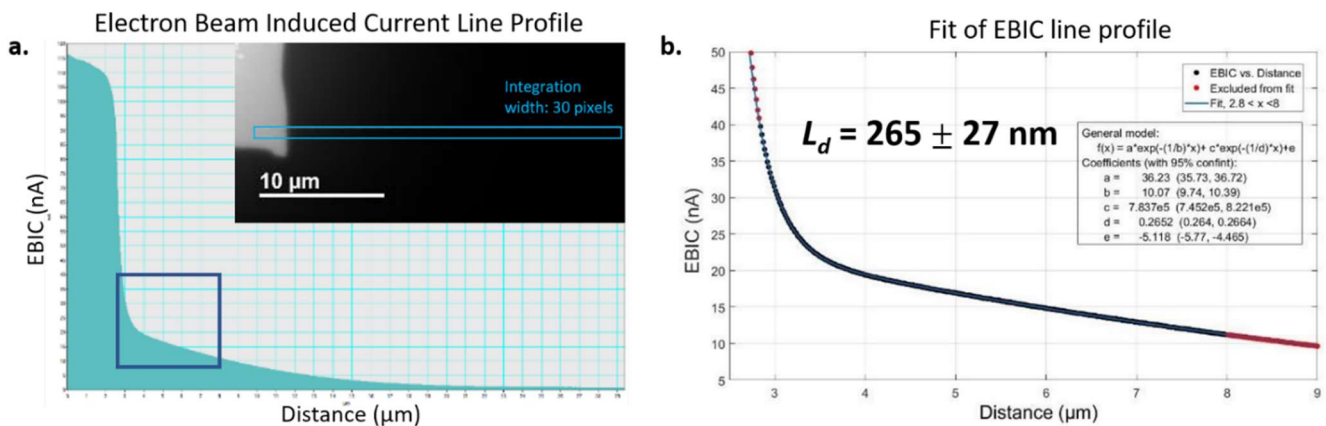 Electron Beam Induced Current Line Profile
a.
Integration
width: 30 pixels
10 µm
EBIC (nA)
Distance (µm)
Fit of EBIC line profile
b.
50
45
40
35
30
25
20
15
10
5
EBIC vs. Distance
Excluded from fit
Fit, 2.8 < x <8
L_d = 265 ± 27 nm
General model:
f(x) = a*exp(-(1/b)*x)+ c*exp(-(1/d)*x)+e
Coefficients (with 95% confint):
a = 36.23 (35.73, 36.72)
b = 10.07 (9.74, 10.39)
c = 7.837e5 (7.452e5, 8.221e5)
d = 0.2652 (0.264, 0.2664)
e = -5.118 (-5.77, -4.465)
EBIC (nA)
3 4 5 6 7 8 9
Distance (µm)